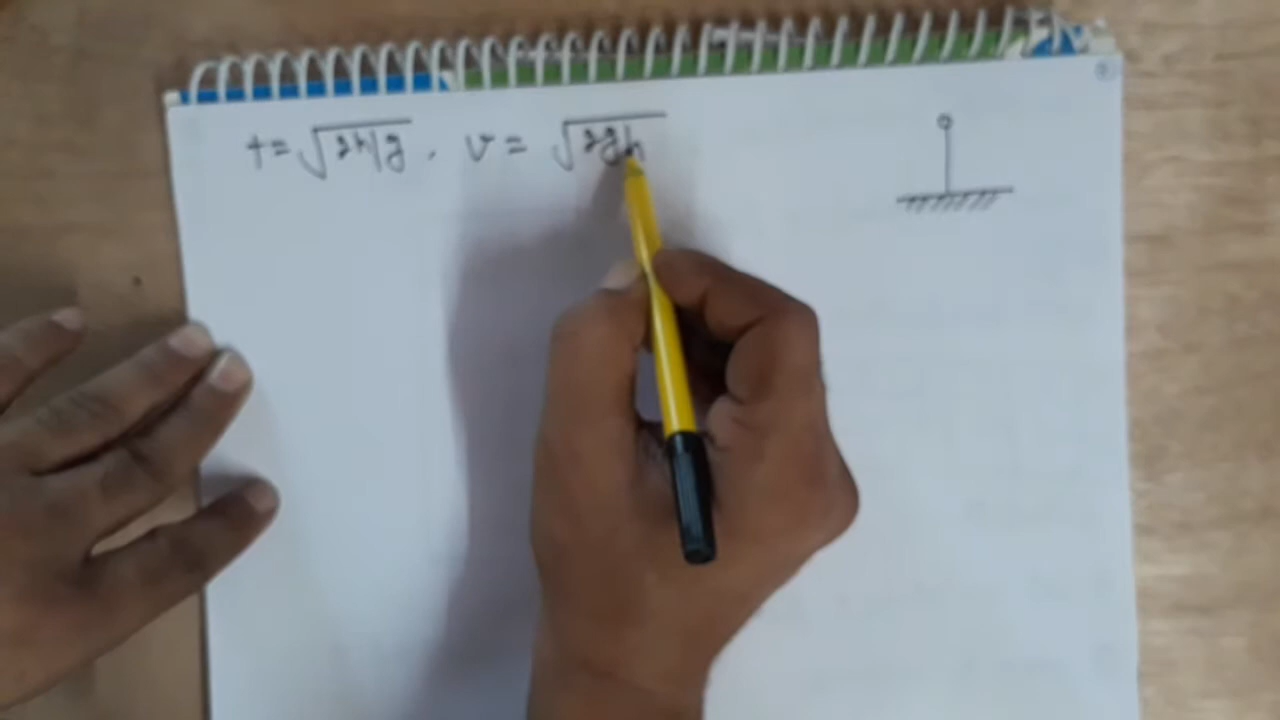 t = √2h/g , v = √2gh